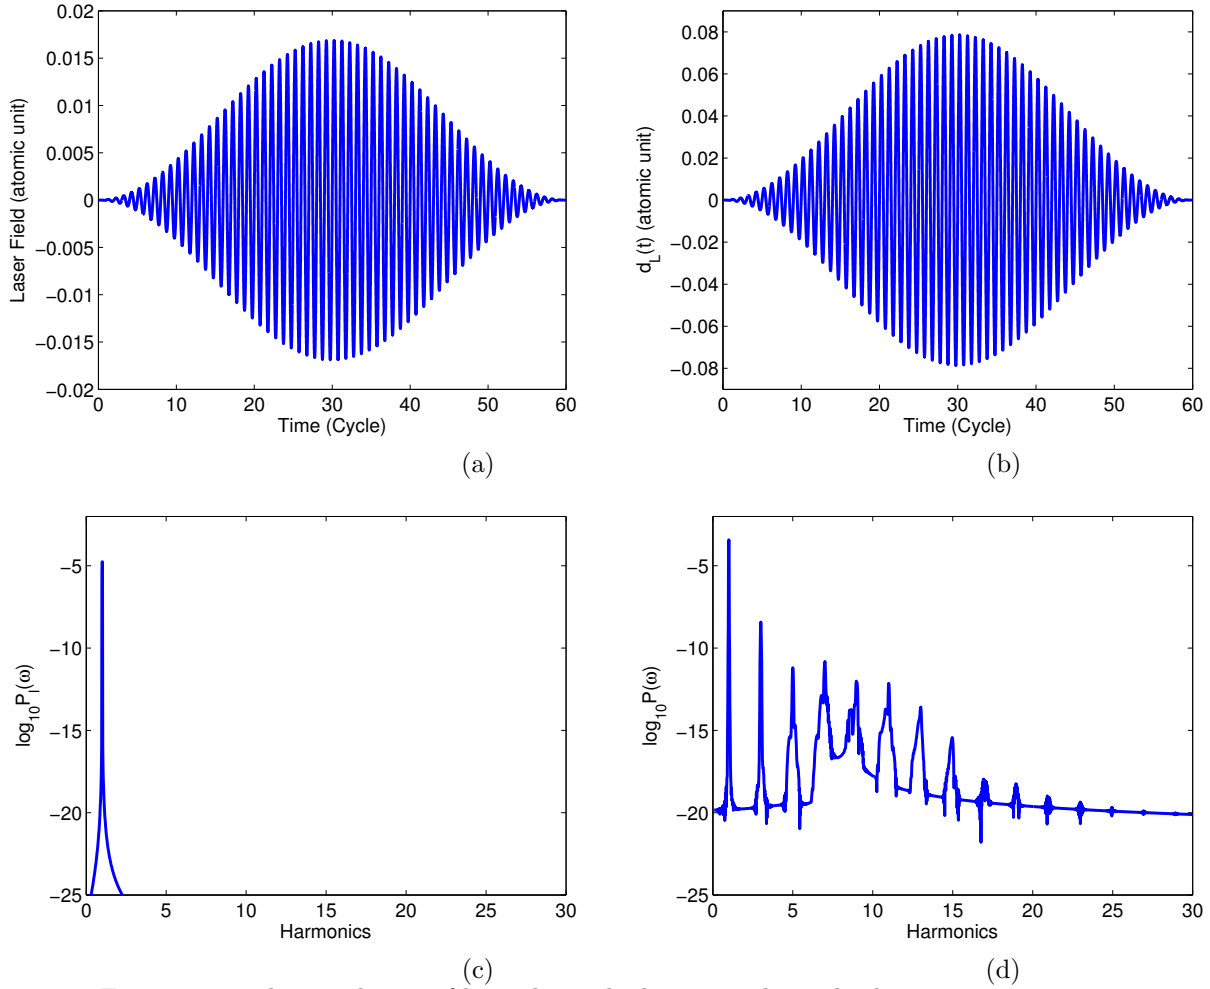 0.02
0.015
0.01
0.005
0
−0.005
−0.01
−0.015
−0.02
Laser Field (atomic unit)
0 10 20 30 40 50 60
Time (Cycle)
(a)
0.08
0.06
0.04
0.02
0
−0.02
−0.04
−0.06
−0.08
d_L(t) (atomic unit)
0 10 20 30 40 50 60
Time (Cycle)
(b)
−5
−10
−15
−20
−25
log_10 P_l(ω)
0 5 10 15 20 25 30
Harmonics
(c)
−5
−10
−15
−20
−25
log_10 P(ω)
0 5 10 15 20 25 30
Harmonics
(d)